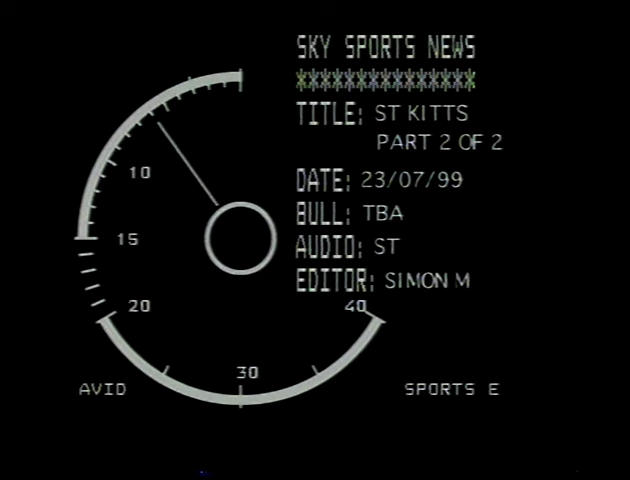 SKY SPORTS NEWS
***************
TITLE: ST KITTS
PART 2 OF 2
DATE: 23/07/99
BULL: TBA
AUDIO: ST
EDITOR: SIMON M
10
15
20
40
30
AVID
SPORTS E